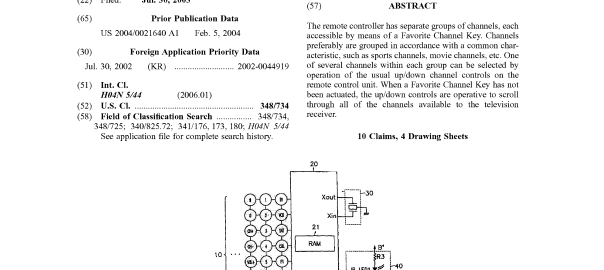 (65) Prior Publication Data
US 2004/0021640 A1 Feb. 5, 2004
(30) Foreign Application Priority Data
Jul. 30, 2002 (KR) ........................ 2002-0044919
(51) Int. Cl.
H04N 5/44 (2006.01)
(52) U.S. Cl. ...................................................... 348/734
(58) Field of Classification Search ................ 348/734,
348/725; 340/825.72; 341/176, 173, 180; H04N 5/44
See application file for complete search history.
(57) ABSTRACT
The remote controller has separate groups of channels, each
accessible by means of a Favorite Channel Key. Channels
preferably are grouped in accordance with a common char-
acteristic, such as sports channels, movie channels, etc. One
of several channels within each group can be selected by
operation of the usual up/down channel controls on the
remote control unit. When a Favorite Channel Key has not
been actuated, the up/down controls are operative to scroll
through all of the channels available to the television
receiver.
10 Claims, 4 Drawing Sheets
20
Xout
30
Xin
21
RAM
10
B+
R3
40